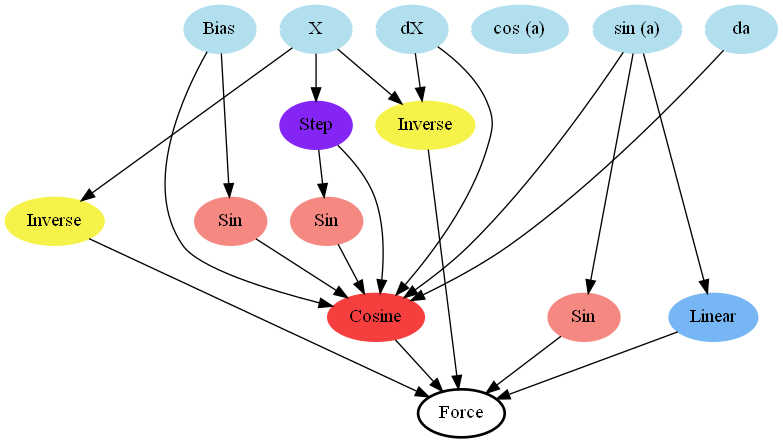 Bias
X
dX
cos (a)
sin (a)
da
Step
Inverse
Inverse
Sin
Sin
Cosine
Sin
Linear
Force